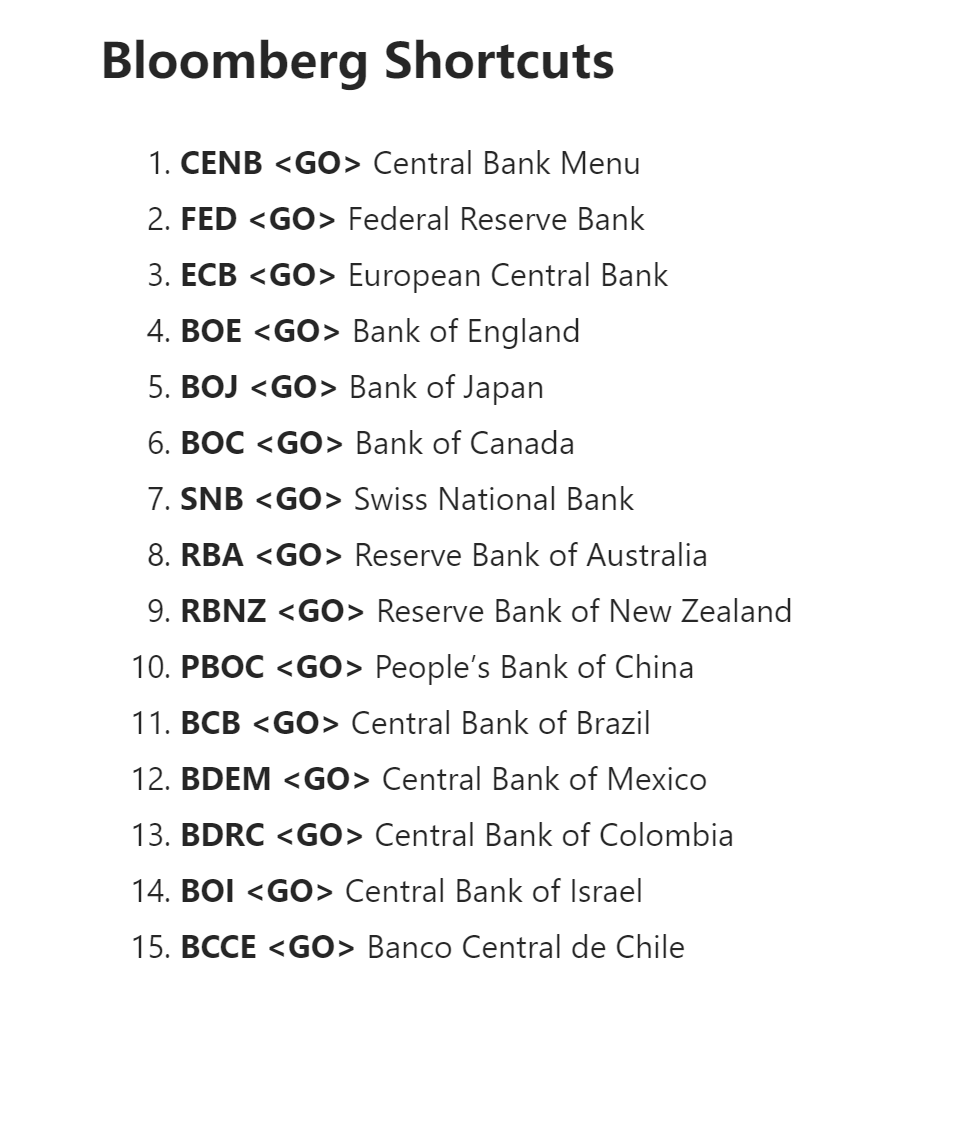 Bloomberg Shortcuts
1. CENB <GO> Central Bank Menu
2. FED <GO> Federal Reserve Bank
3. ECB <GO> European Central Bank
4. BOE <GO> Bank of England
5. BOJ <GO> Bank of Japan
6. BOC <GO> Bank of Canada
7. SNB <GO> Swiss National Bank
8. RBA <GO> Reserve Bank of Australia
9. RBNZ <GO> Reserve Bank of New Zealand
10. PBOC <GO> People’s Bank of China
11. BCB <GO> Central Bank of Brazil
12. BDEM <GO> Central Bank of Mexico
13. BDRC <GO> Central Bank of Colombia
14. BOI <GO> Central Bank of Israel
15. BCCE <GO> Banco Central de Chile